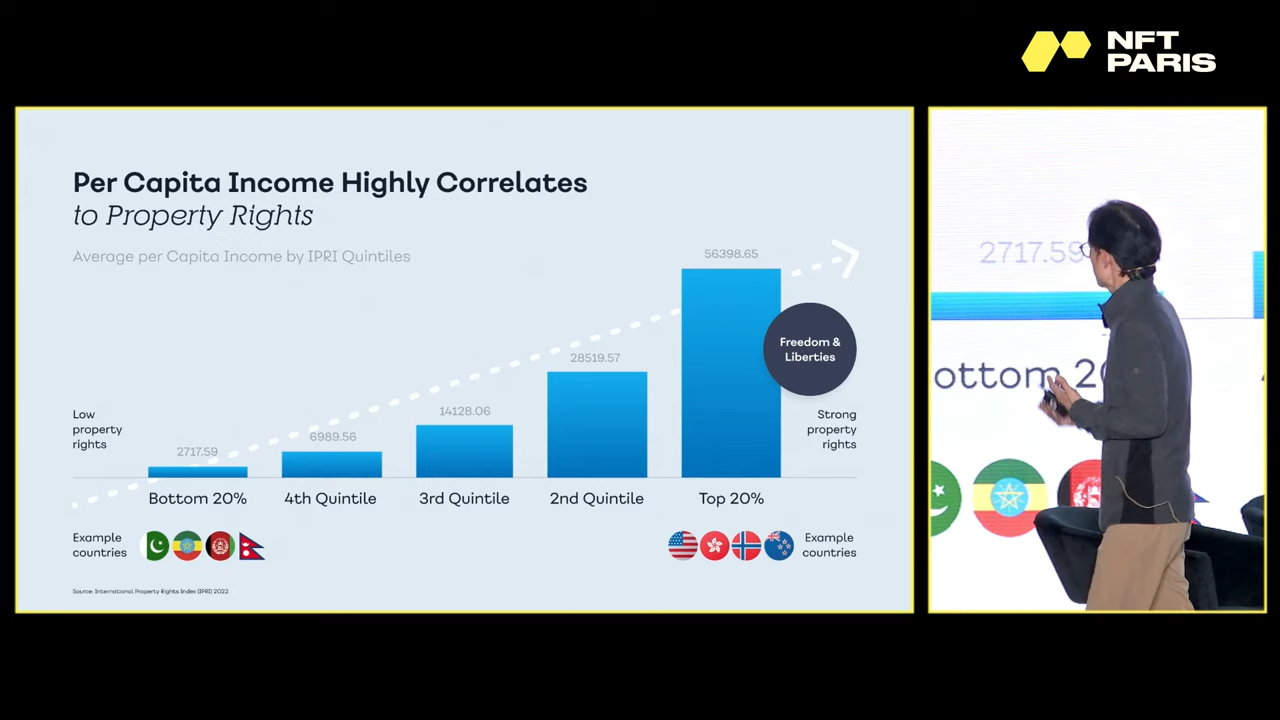 NFT
PARIS
Per Capita Income Highly Correlates
to Property Rights
Average per Capita Income by IPRI Quintiles
56398.65
28519.57
14128.06
6989.56
2717.59
Freedom &
Liberties
Low
property
rights
Strong
property
rights
Bottom 20%
4th Quintile
3rd Quintile
2nd Quintile
Top 20%
Example
countries
Example
countries
Source: International Property Rights Index (IPRI) 2022
2717.59
ottom 2